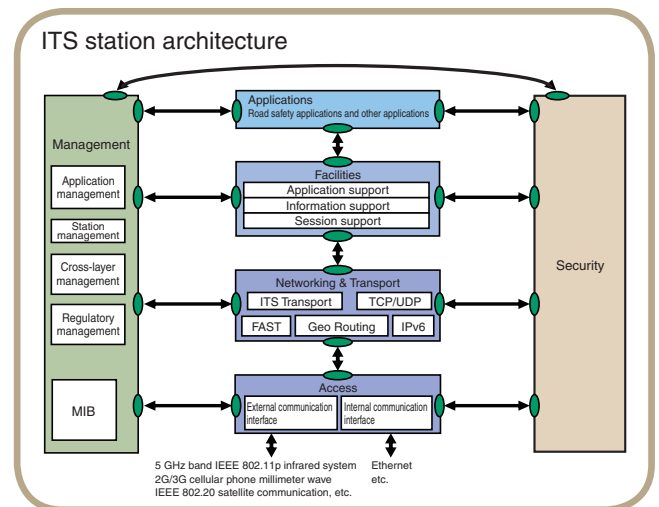 ITS station architecture
Applications
Road safety applications and other applications
Management
Application
management
Station
management
Cross-layer
management
Regulatory
management
MIB
Facilities
Application support
Information support
Session support
Networking & Transport
ITS Transport
TCP/UDP
FAST
Geo Routing
IPv6
Access
External communication
interface
Internal communication
interface
Security
5 GHz band IEEE 802.11p infrared system
2G/3G cellular phone millimeter wave
IEEE 802.20 satellite communication, etc.
Ethernet
etc.